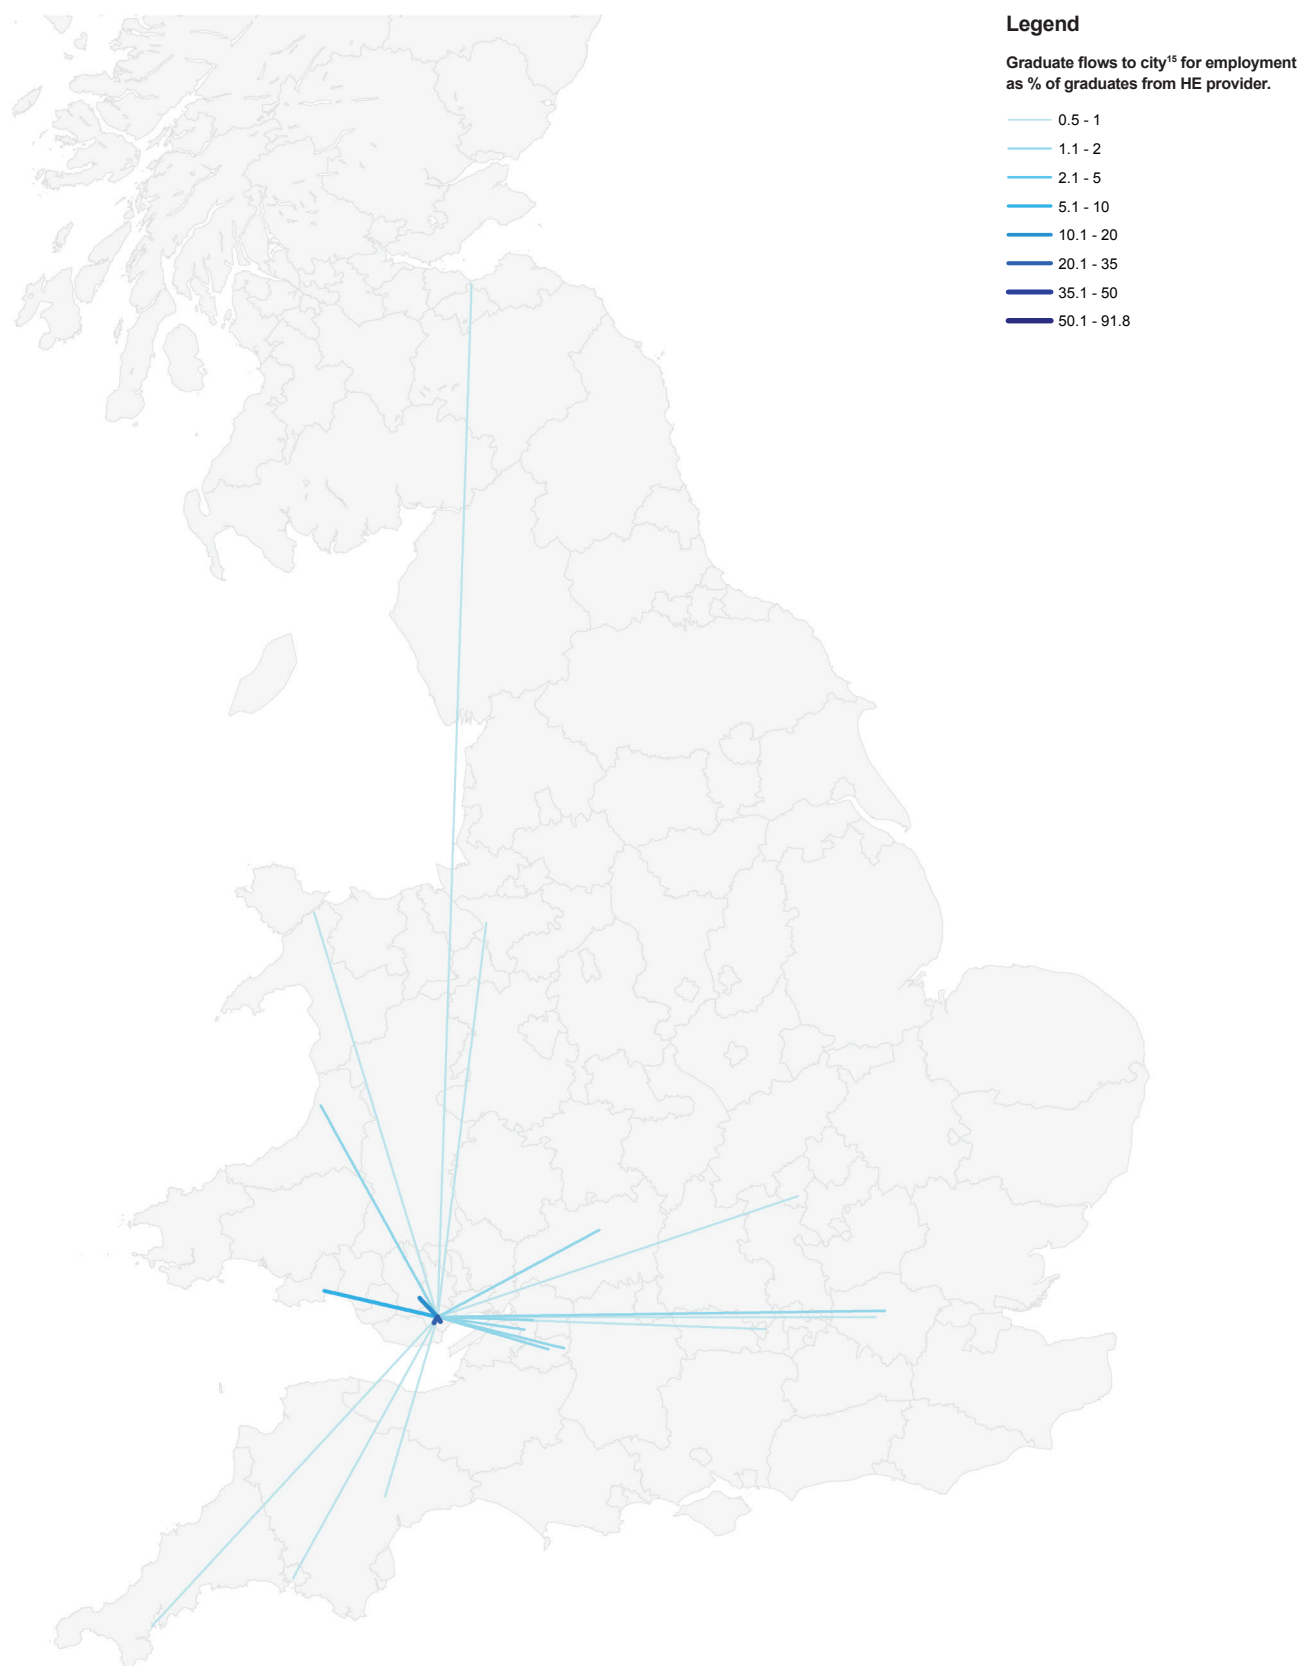 Legend
Graduate flows to city¹⁵ for employment
as % of graduates from HE provider.
0.5 - 1
1.1 - 2
2.1 - 5
5.1 - 10
10.1 - 20
20.1 - 35
35.1 - 50
50.1 - 91.8